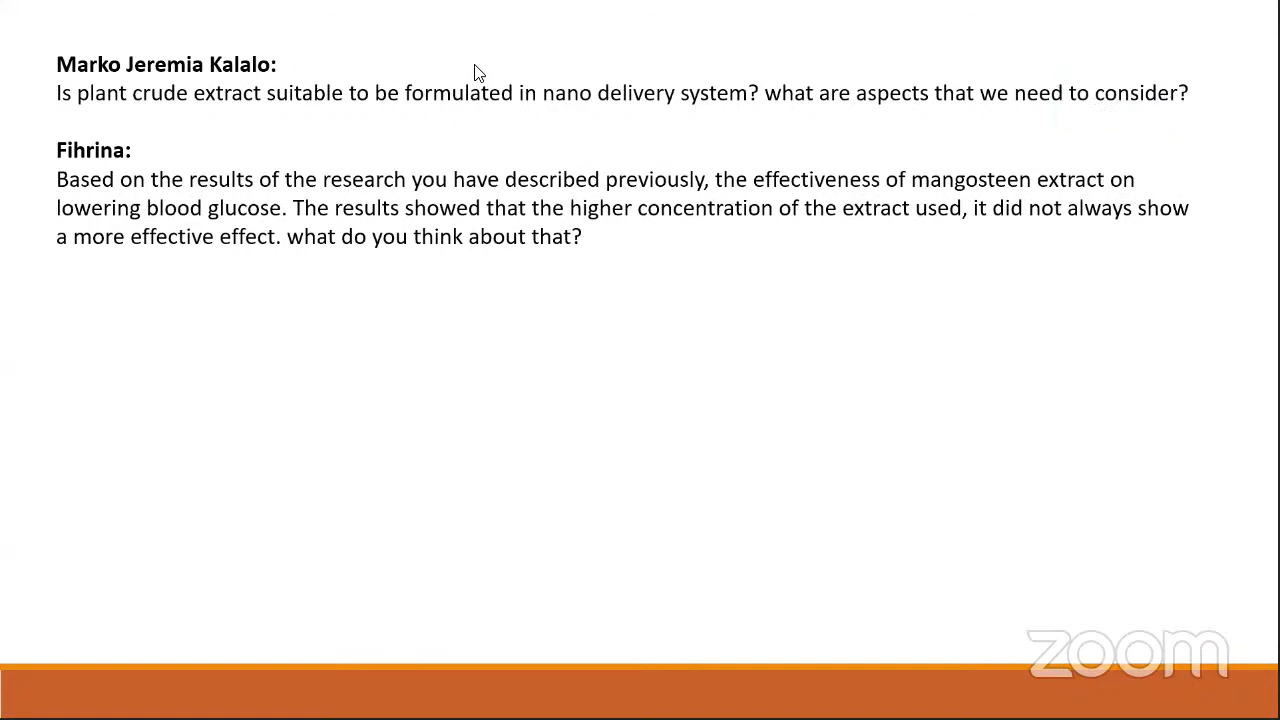 Marko Jeremia Kalalo:
Is plant crude extract suitable to be formulated in nano delivery system? what are aspects that we need to consider?
Fihrina:
Based on the results of the research you have described previously, the effectiveness of mangosteen extract on
lowering blood glucose. The results showed that the higher concentration of the extract used, it did not always show
a more effective effect. what do you think about that?
zoom